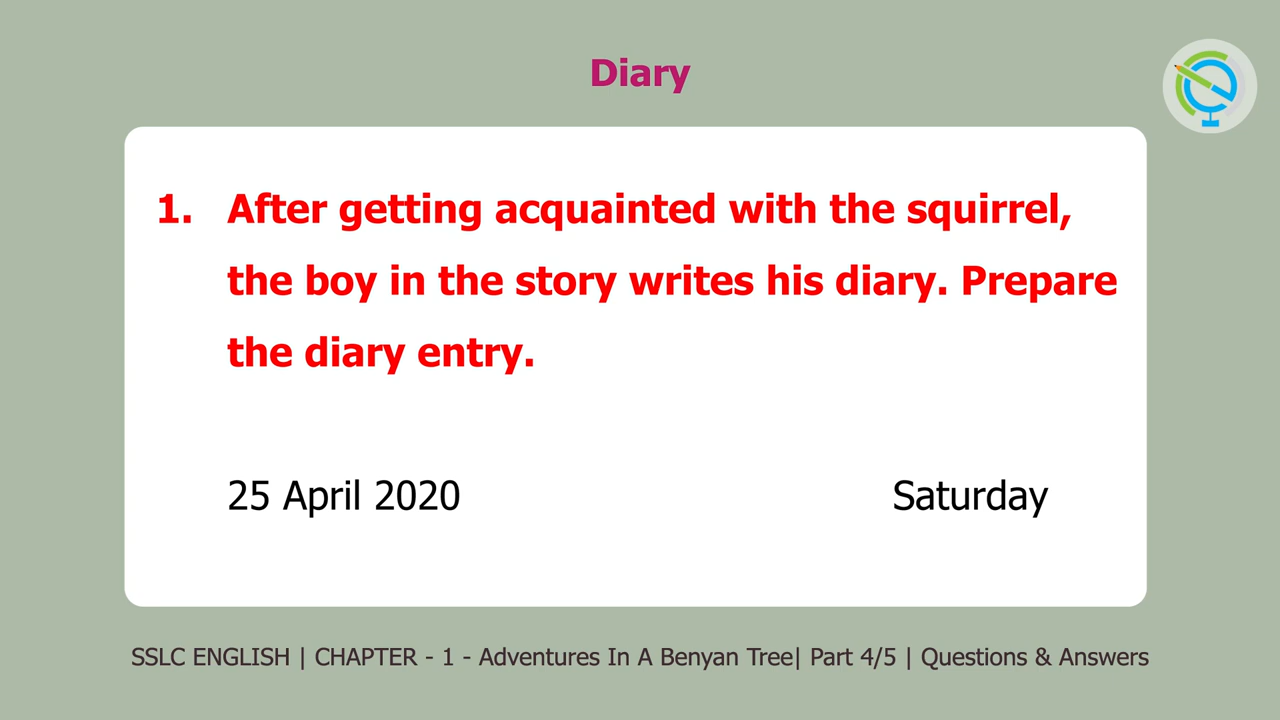 Diary
1. After getting acquainted with the squirrel,
the boy in the story writes his diary. Prepare
the diary entry.
25 April 2020 Saturday
SSLC ENGLISH | CHAPTER - 1 - Adventures In A Benyan Tree| Part 4/5 | Questions & Answers